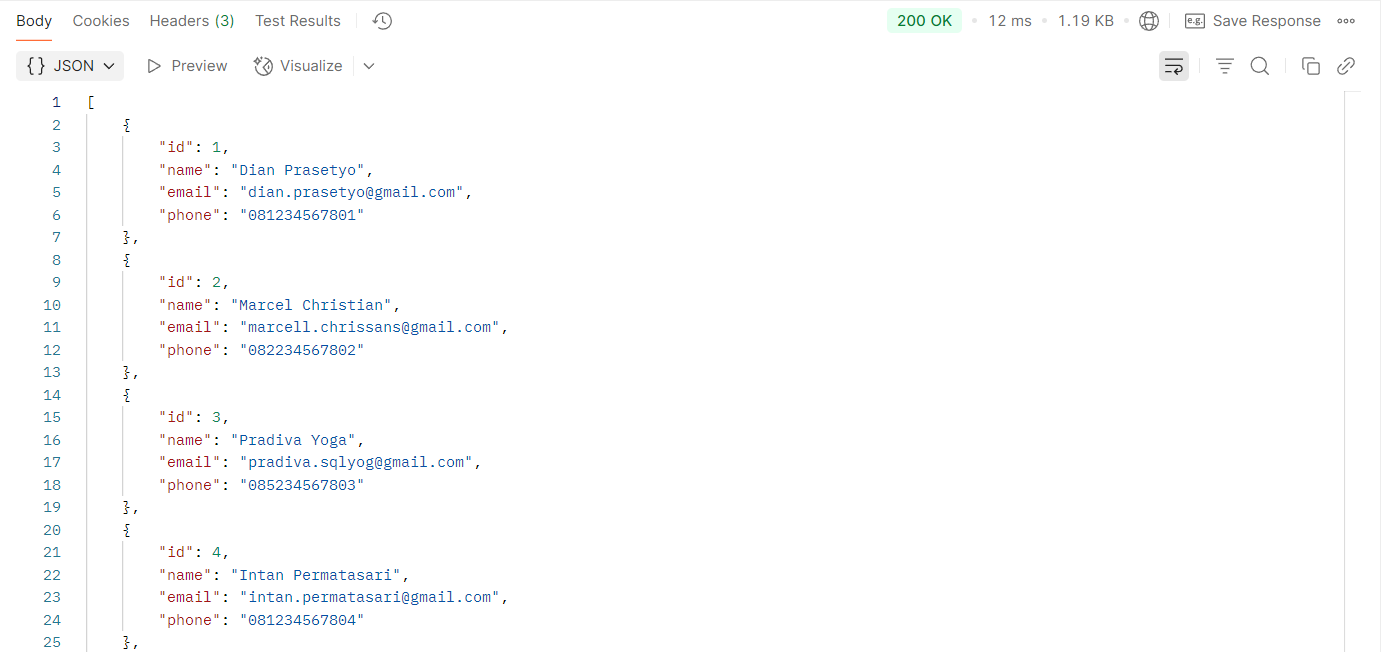 Body Cookies Headers (3) Test Results 200 OK 12 ms 1.19 KB e.g. Save Response
{} JSON Preview Visualize
1 [
2 {
3 "id": 1,
4 "name": "Dian Prasetyo",
5 "email": "dian.prasetyo@gmail.com",
6 "phone": "081234567801"
7 },
8 {
9 "id": 2,
10 "name": "Marcel Christian",
11 "email": "marcell.chrissans@gmail.com",
12 "phone": "082234567802"
13 },
14 {
15 "id": 3,
16 "name": "Pradiva Yoga",
17 "email": "pradiva.sqlyog@gmail.com",
18 "phone": "085234567803"
19 },
20 {
21 "id": 4,
22 "name": "Intan Permatasari",
23 "email": "intan.permatasari@gmail.com",
24 "phone": "081234567804"
25 },